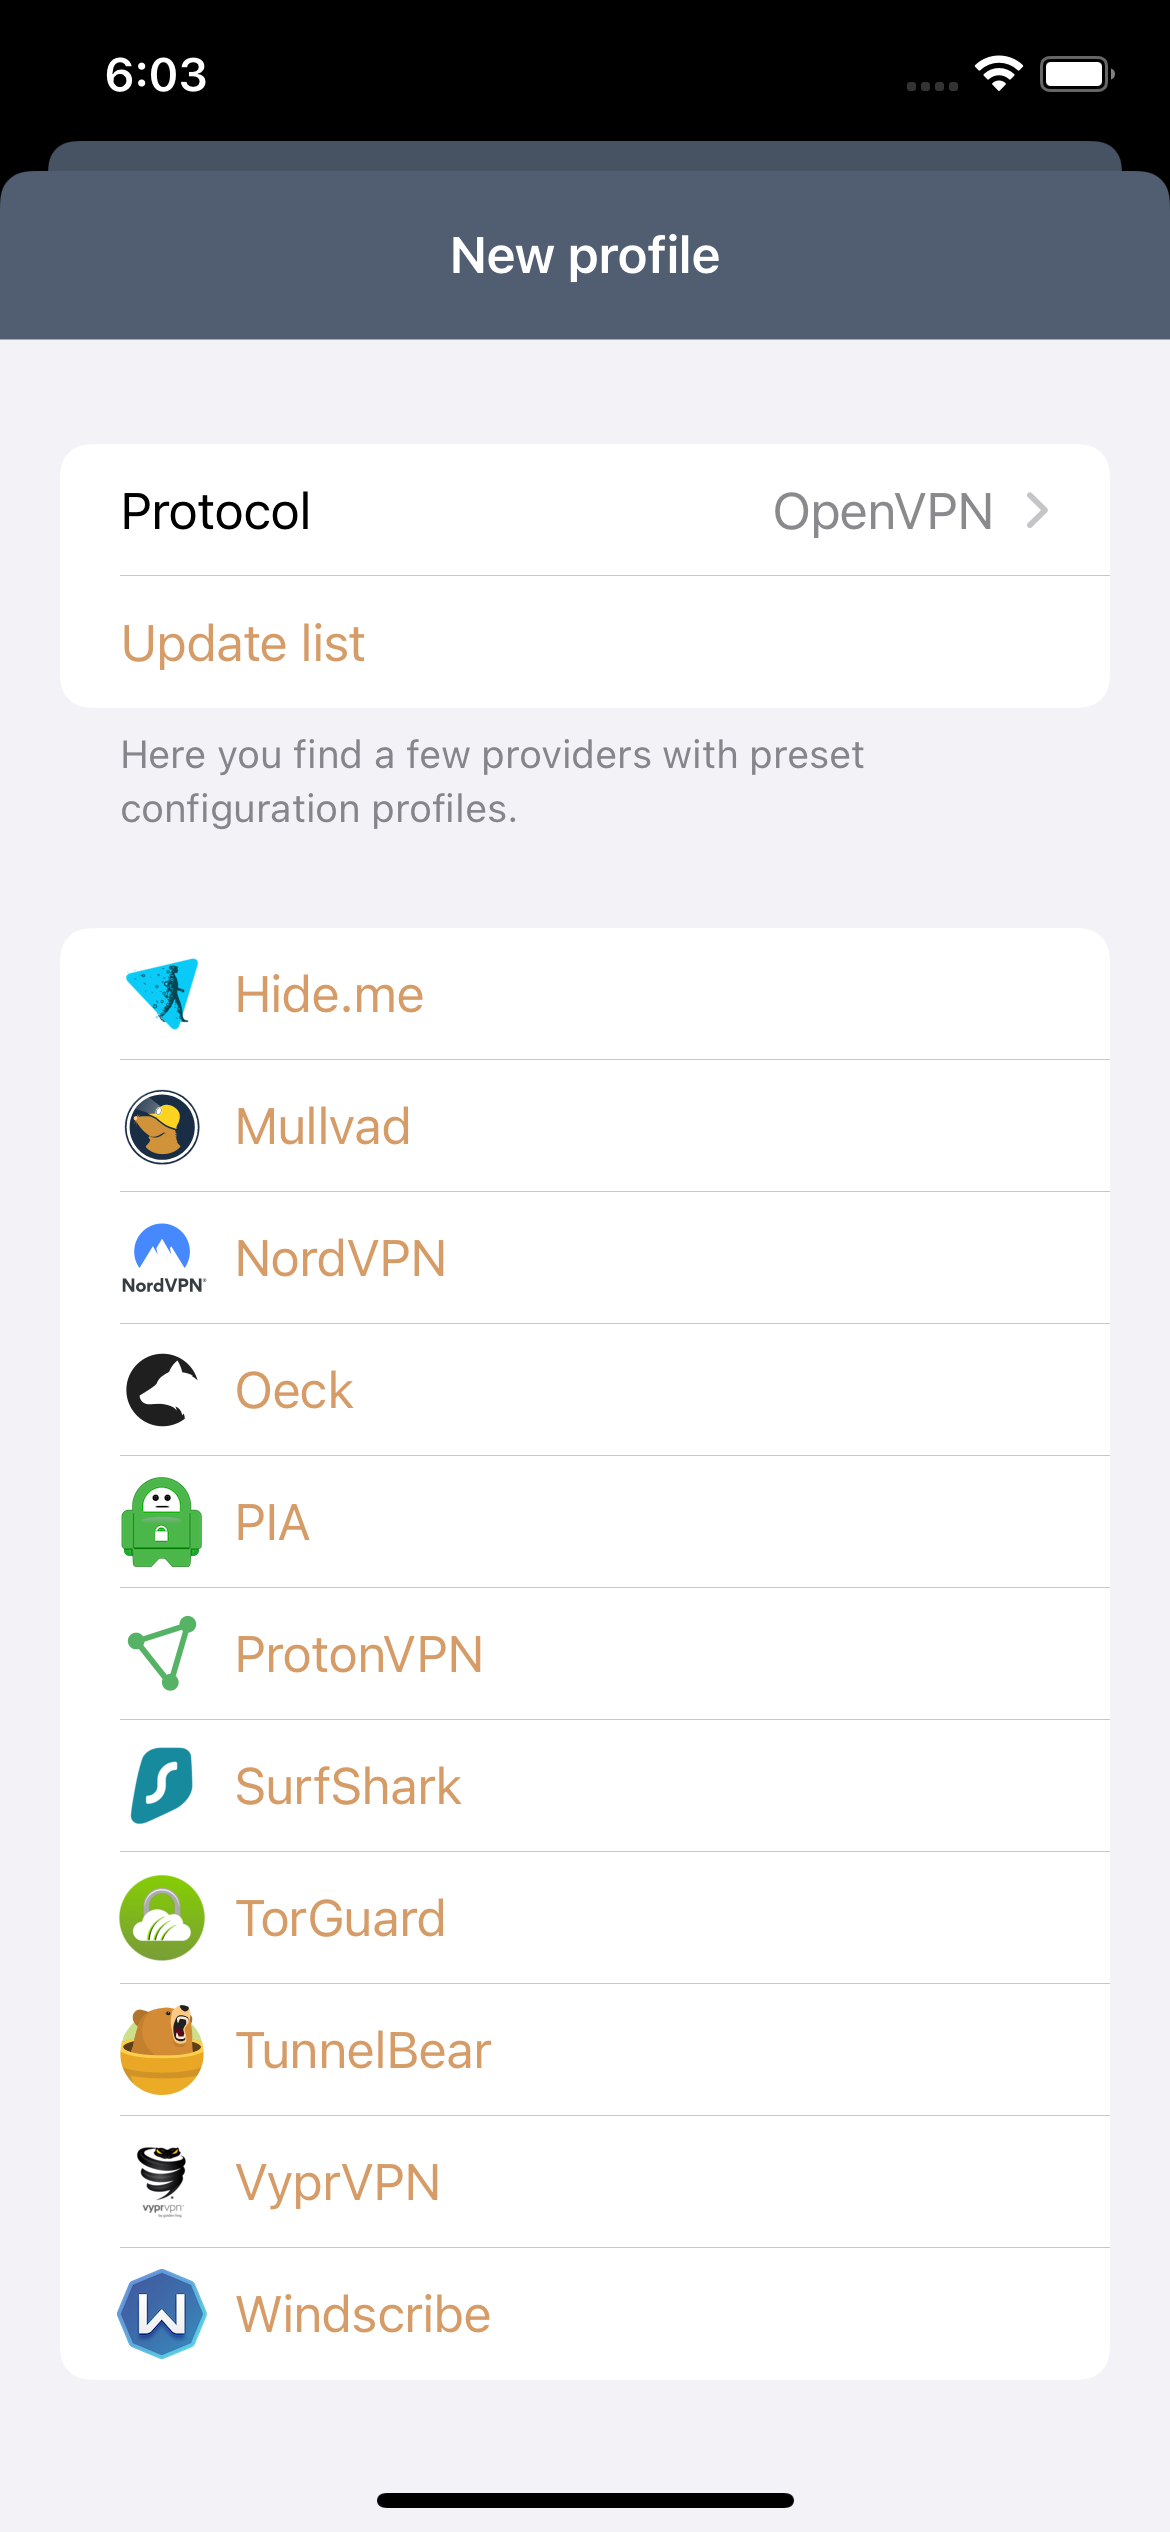 6:03
New profile
Protocol OpenVPN
Update list
Here you find a few providers with preset
configuration profiles.
Hide.me
Mullvad
NordVPN
NordVPN
Oeck
PIA
ProtonVPN
SurfShark
TorGuard
TunnelBear
vyprvpn
VyprVPN
Windscribe